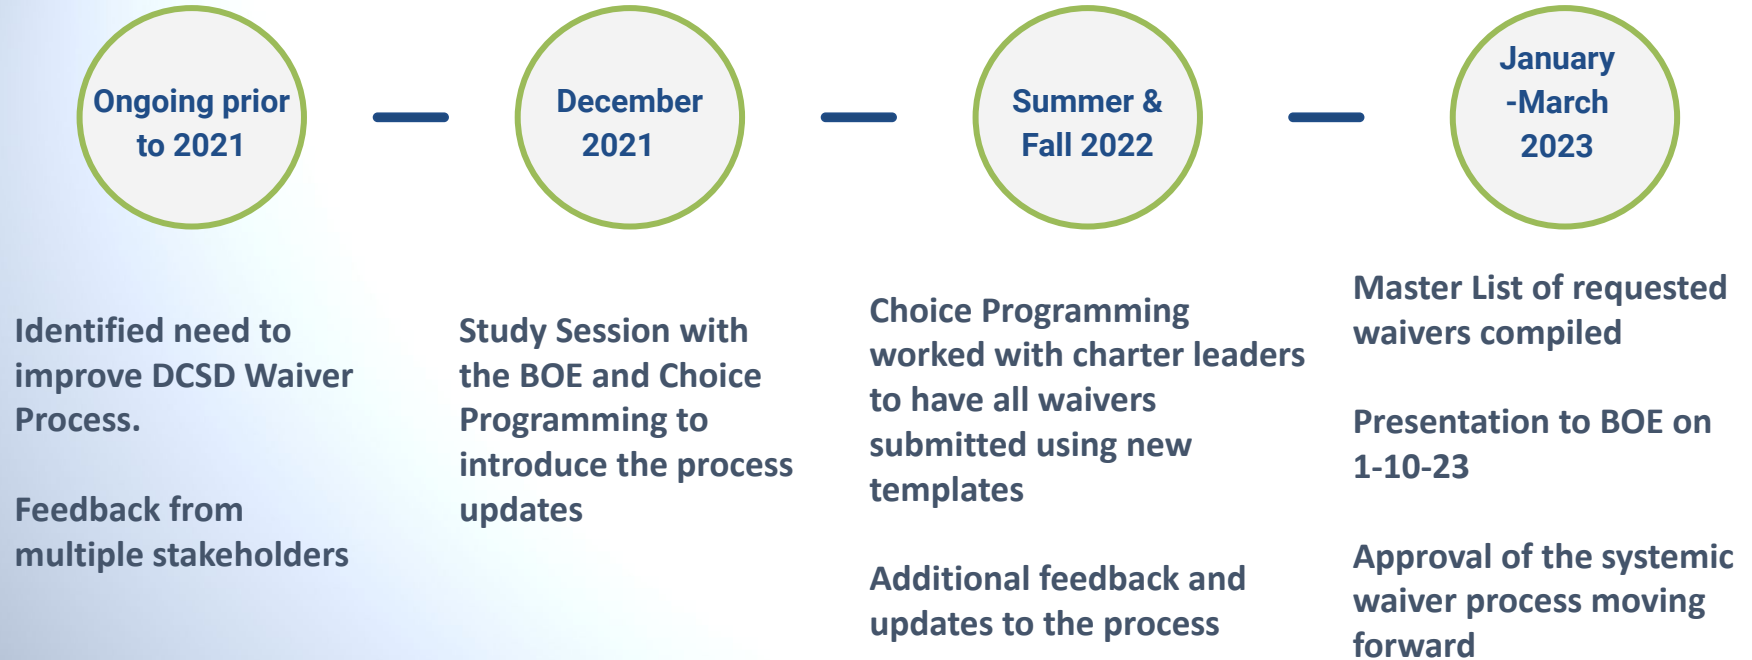 Ongoing prior
to 2021
December
2021
Summer &
Fall 2022
January
-March
2023
Identified need to
improve DCSD Waiver
Process.
Feedback from
multiple stakeholders
Study Session with
the BOE and Choice
Programming to
introduce the process
updates
Choice Programming
worked with charter leaders
to have all waivers
submitted using new
templates
Additional feedback and
updates to the process
Master List of requested
waivers compiled
Presentation to BOE on
1-10-23
Approval of the systemic
waiver process moving
forward